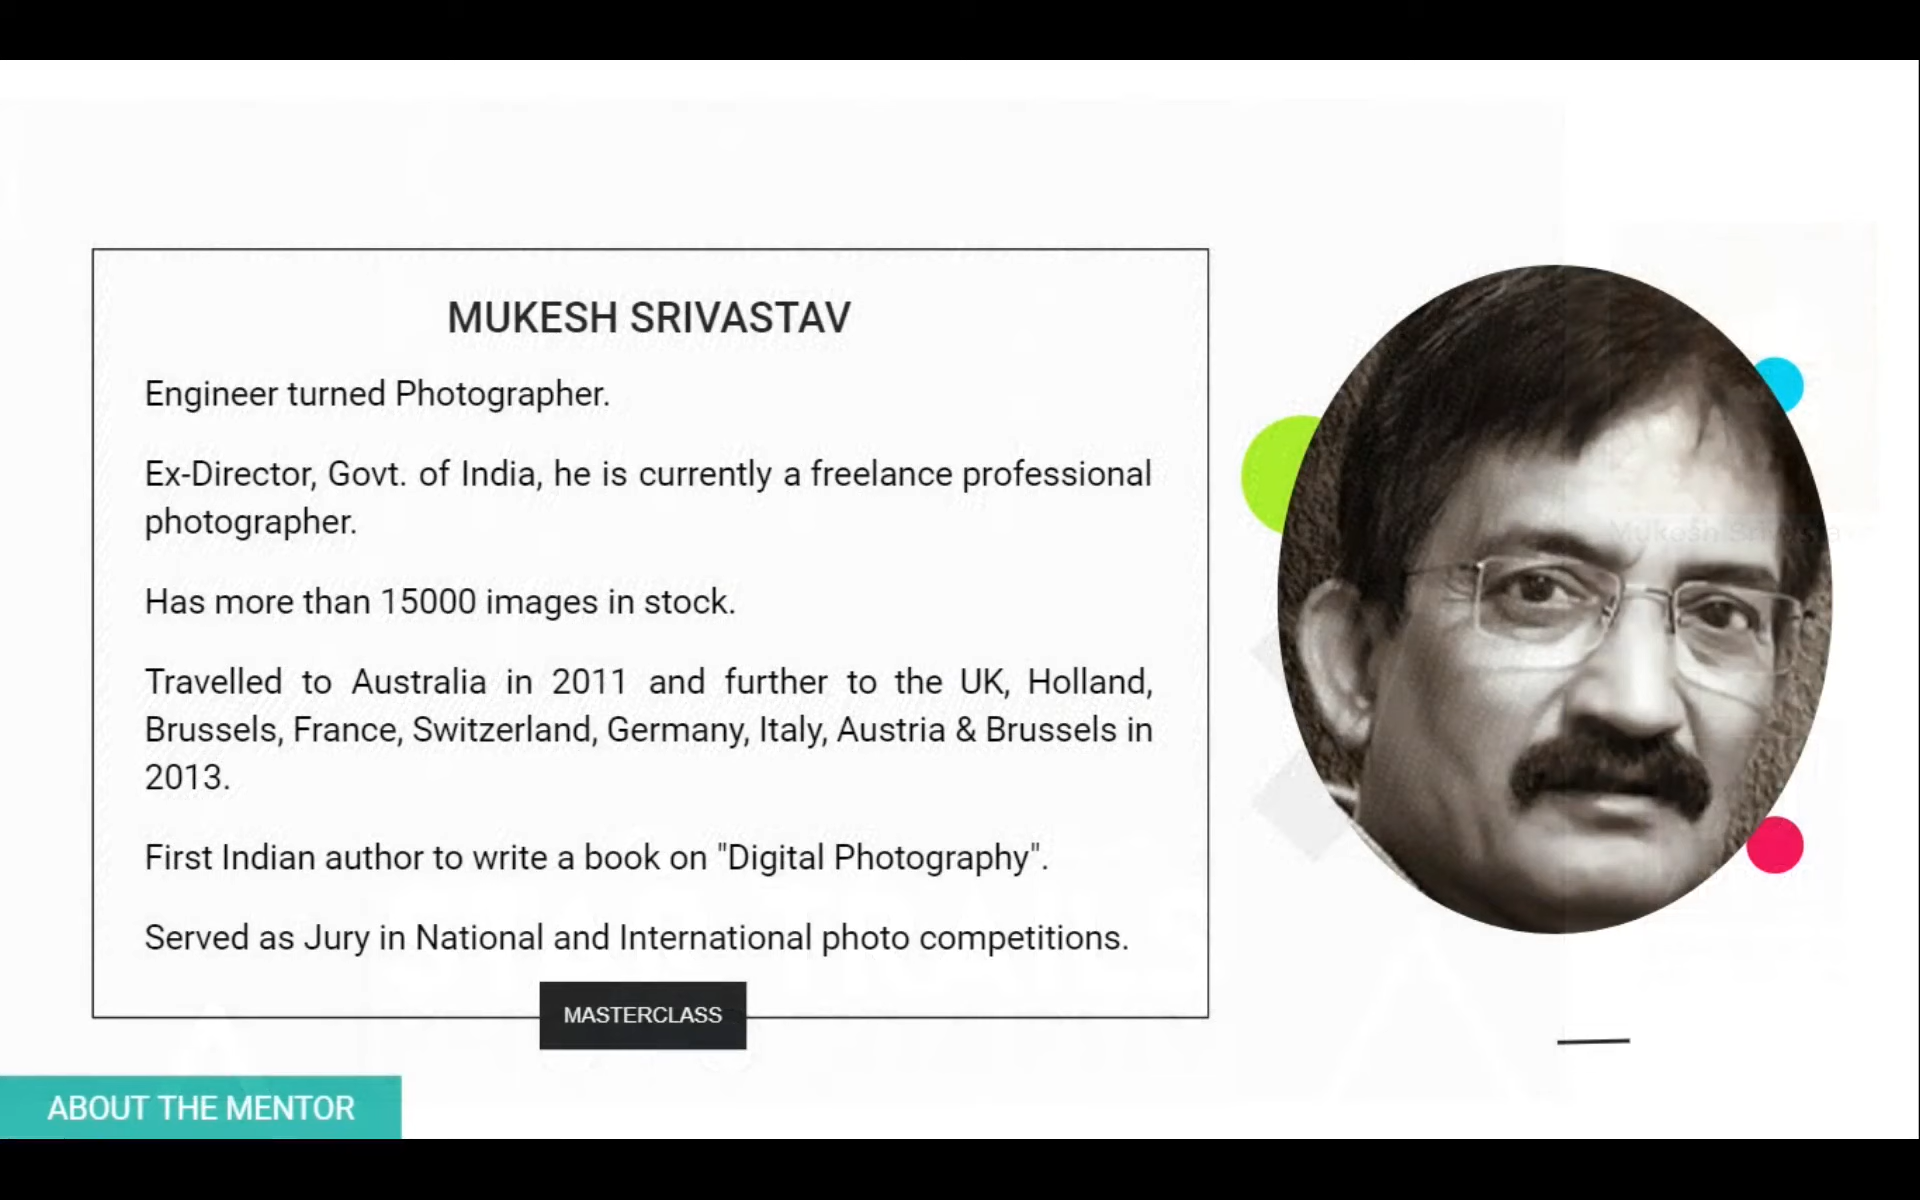 MUKESH SRIVASTAV
Engineer turned Photographer.
Ex-Director, Govt. of India, he is currently a freelance professional
photographer.
Has more than 15000 images in stock.
Travelled to Australia in 2011 and further to the UK, Holland,
Brussels, France, Switzerland, Germany, Italy, Austria & Brussels in
2013.
First Indian author to write a book on "Digital Photography".
Served as Jury in National and International photo competitions.
MASTERCLASS
ABOUT THE MENTOR